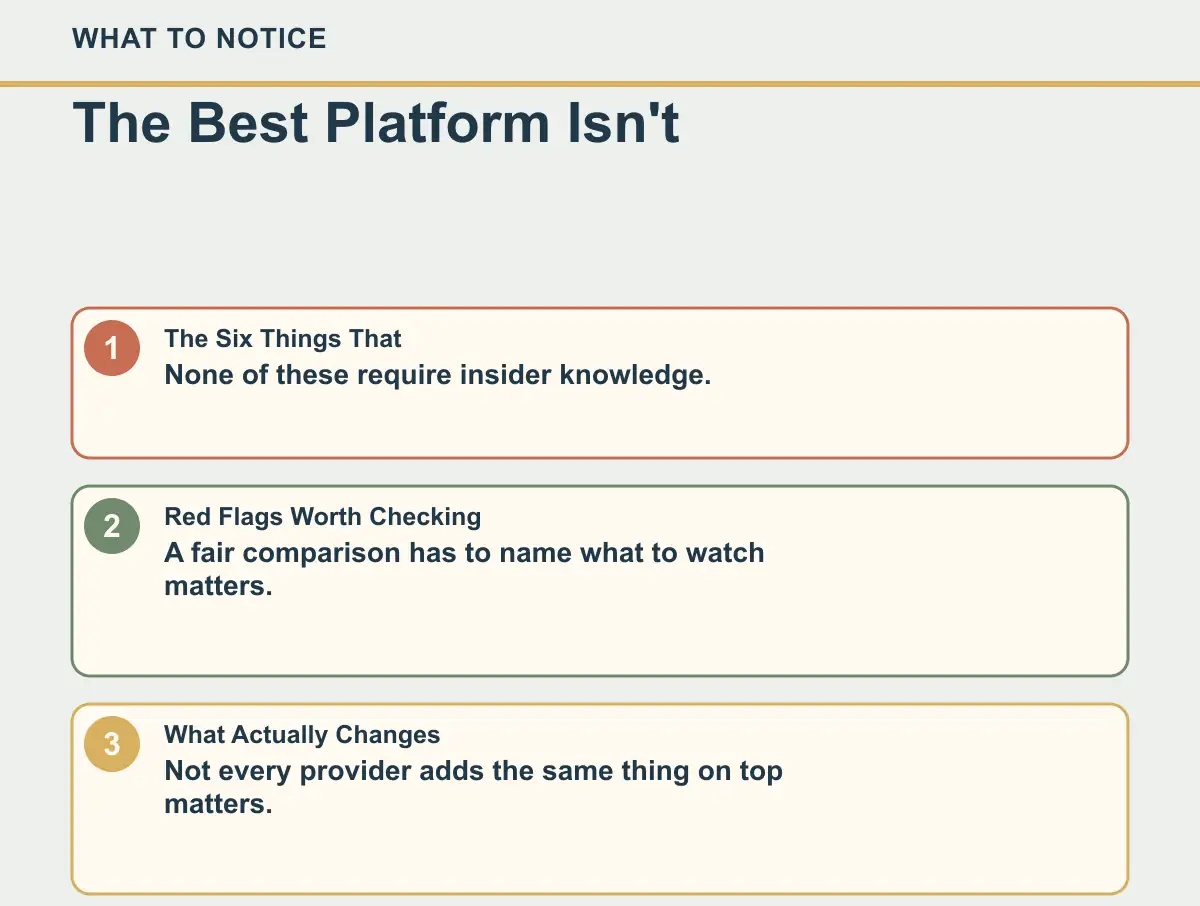 WHAT TO NOTICE
The Best Platform Isn't
1
The Six Things That
None of these require insider knowledge.
2
Red Flags Worth Checking
A fair comparison has to name what to watch
matters.
3
What Actually Changes
Not every provider adds the same thing on top
matters.